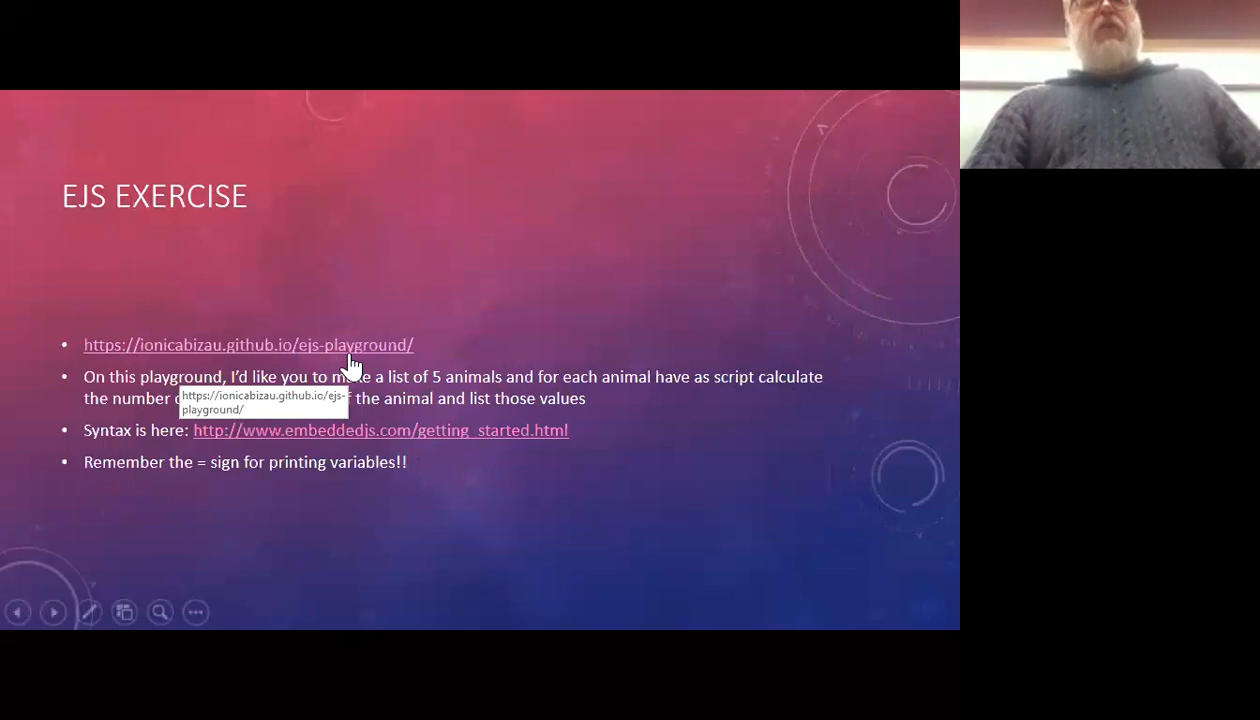 EJS EXERCISE
• https://ionicabizau.github.io/ejs-playground/
• On this playground, I'd like you to make a list of 5 animals and for each animal have as script calculate
the number the animal and list those values
https://ionicabizau.github.io/ejs-
playground/
• Syntax is here: http://www.embeddedjs.com/getting_started.html
• Remember the = sign for printing variables!!